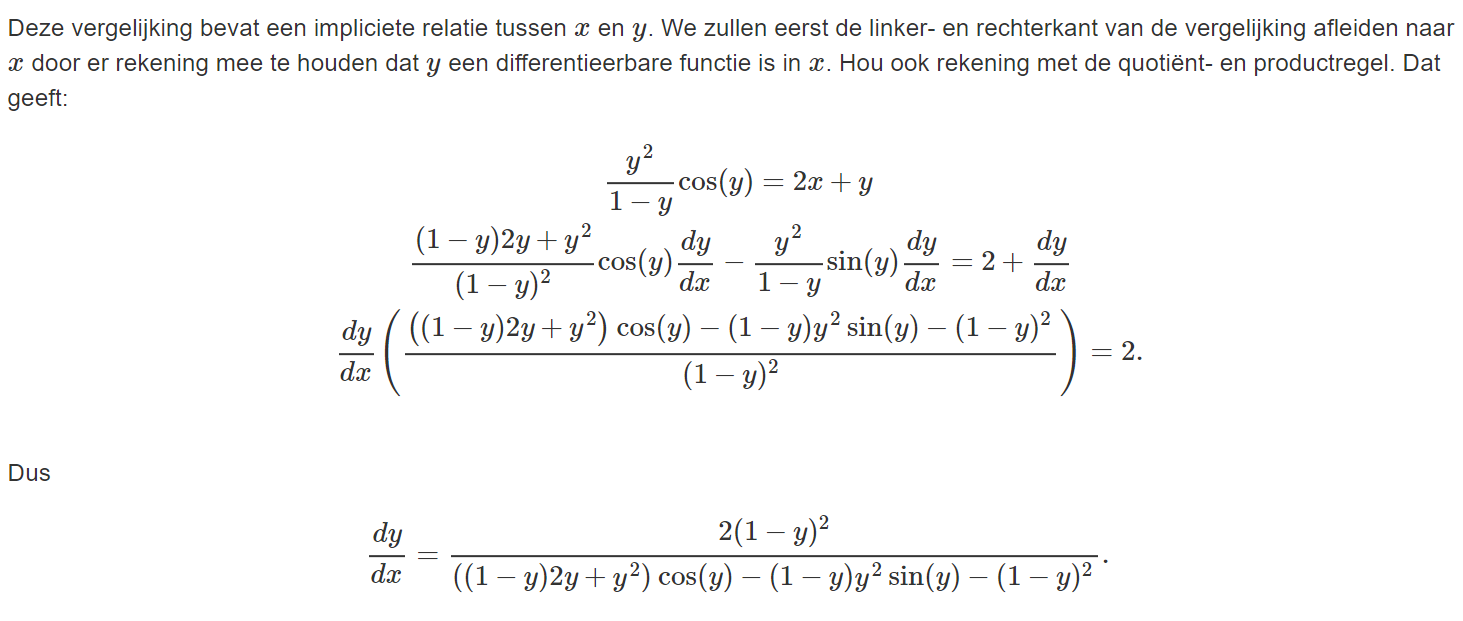 Deze vergelijking bevat een impliciete relatie tussen $x$ en $y$. We zullen eerst de linker- en rechterkant van de vergelijking afleiden naar
$x$ door er rekening mee te houden dat $y$ een differentieerbare functie is in $x$. Hou ook rekening met de quotiënt- en productregel. Dat
geeft:
$\frac{y^2}{1-y}\cos(y) = 2x + y$
$\frac{(1-y)2y+y^2}{(1-y)^2}\cos(y)\frac{dy}{dx} - \frac{y^2}{1-y}\sin(y)\frac{dy}{dx} = 2 + \frac{dy}{dx}$
$\frac{dy}{dx}\left(\frac{((1-y)2y+y^2)\cos(y)-(1-y)y^2\sin(y)-(1-y)^2}{(1-y)^2}\right) = 2.$
Dus
$\frac{dy}{dx} = \frac{2(1-y)^2}{((1-y)2y+y^2)\cos(y)-(1-y)y^2\sin(y)-(1-y)^2}.$